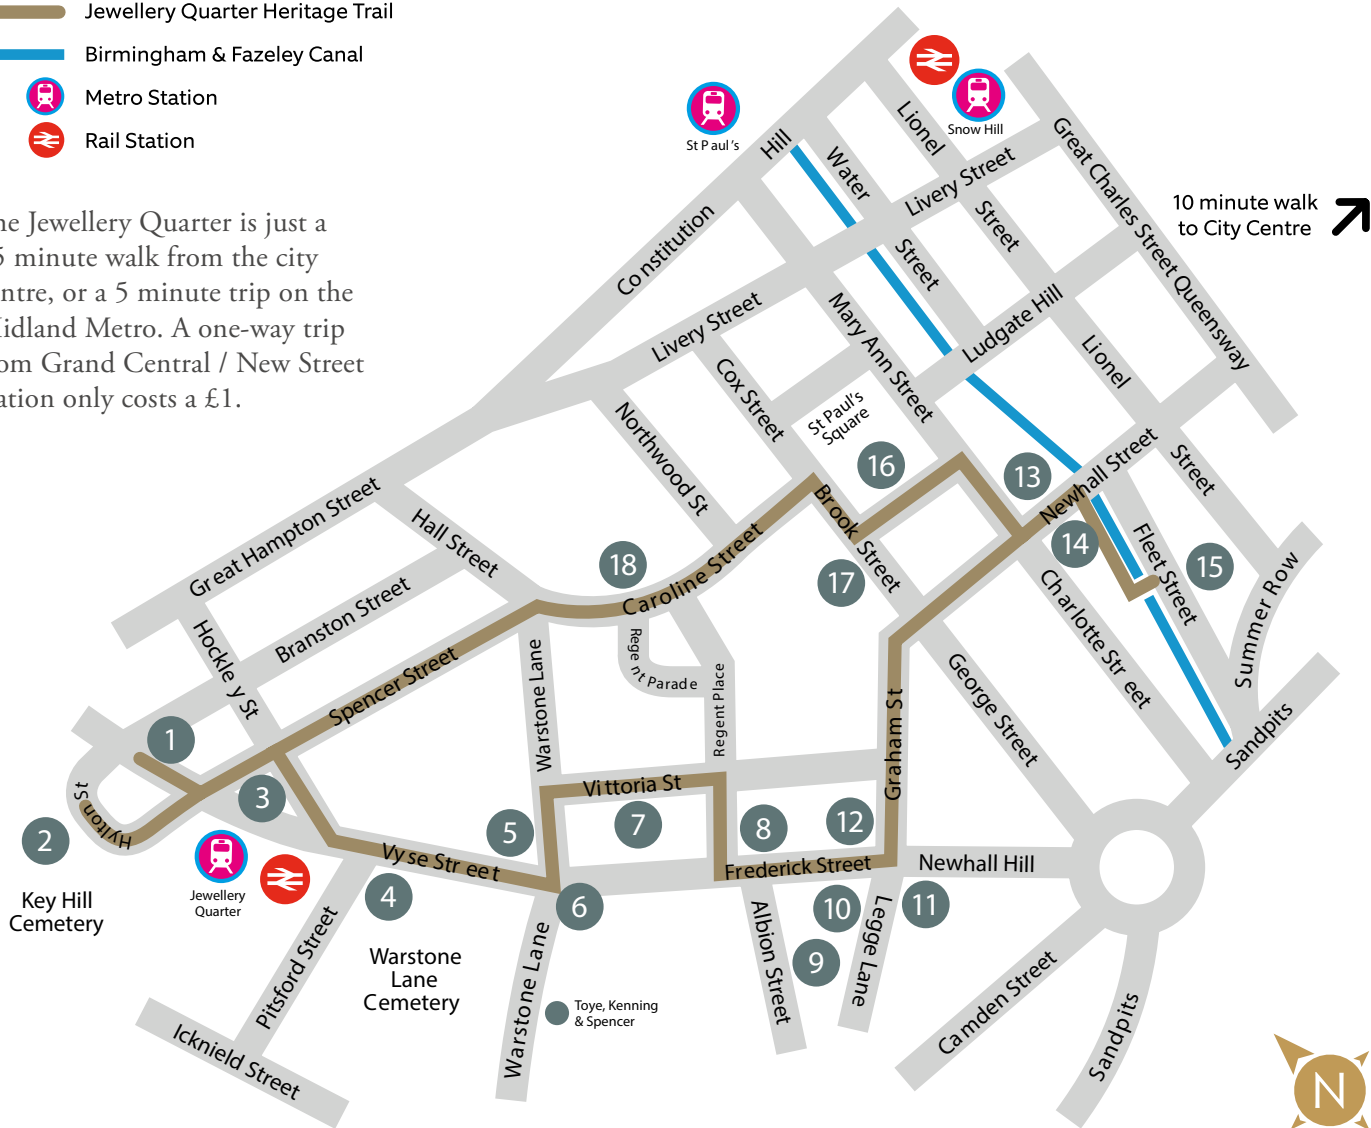 Jewellery Quarter Heritage Trail
Birmingham & Fazeley Canal
Metro Station
Rail Station
ne Jewellery Quarter is just a
5 minute walk from the city
ntre, or a 5 minute trip on the
idland Metro. A one-way trip
om Grand Central / New Street
ation only costs a £1.
St Paul's
Snow Hill
10 minute walk
to City Centre
Constitution
Hill
Water
Street
Lionel
Street
Lionel
Street
Livery Street
Livery Street
Great Charles Street Queensway
Ludgate Hill
Mary Ann Street
Cox Street
St Paul's
Square
Northwood St
16
13
Newhall Street
14
Fleet Street
15
Summer Row
Great Hampton Street
Hall Street
Branston Street
Hockley St
Spencer Street
18
Caroline Street
Brook Street
17
Regent Parade
Regent Place
Warstone Lane
Charlotte Street
George Street
Graham St
Sandpits
1
Hylton St
2
Key Hill
Cemetery
3
Jewellery
Quarter
Vyse Street
4
5
Vittoria St
7
6
8
12
Frederick Street
Newhall Hill
10
11
9
Albion Street
Legge Lane
Pitsford Street
Warstone
Lane
Cemetery
Warstone Lane
Toye, Kenning
& Spencer
Icknield Street
Camden Street
Sandpits
N